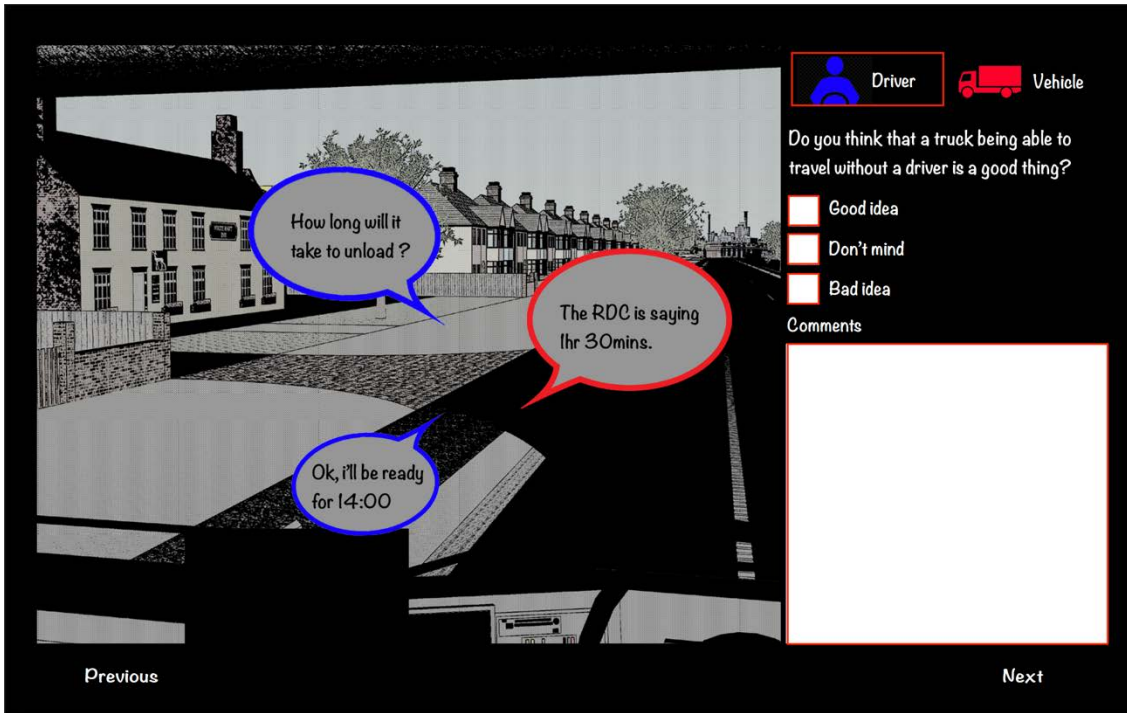 How long will it
take to unload ?
The RDC is saying
1hr 30mins.
Ok, i'll be ready
for 14:00
Driver
Vehicle
Do you think that a truck being able to
travel without a driver is a good thing?
Good idea
Don't mind
Bad idea
Comments
Previous
Next